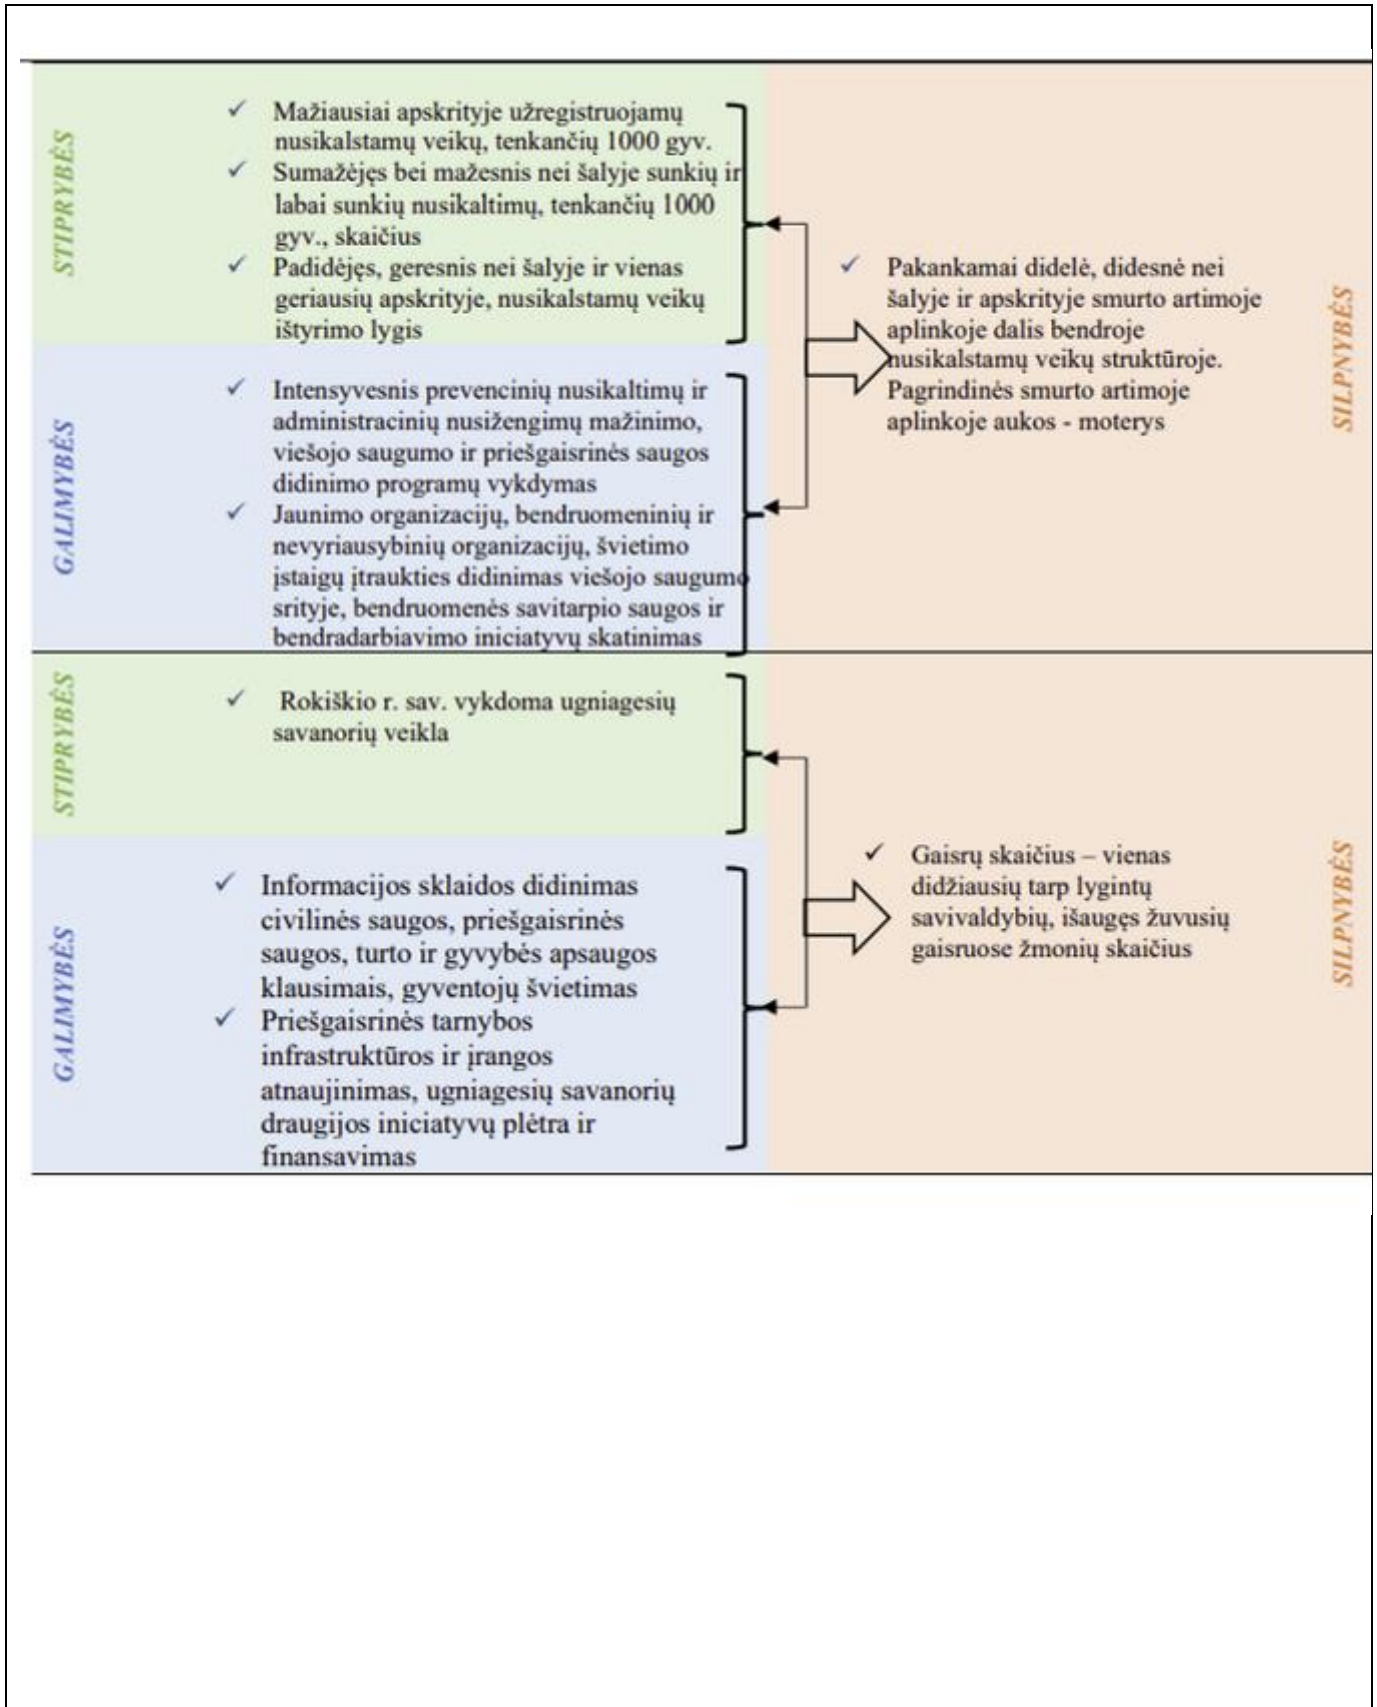 STIPRYBĖS
✓ Mažiausiai apskrityje užregistruojamų
nusikalstamų veikų, tenkančių 1000 gyv.
✓ Sumažėjęs bei mažesnis nei šalyje sunkių ir
labai sunkių nusikaltimų, tenkančių 1000
gyv., skaičius
✓ Padidėjęs, geresnis nei šalyje ir vienas
geriausių apskrityje, nusikalstamų veikų
ištyrimo lygis
GALIMYBĖS
✓ Intensyvesnis prevencinių nusikaltimų ir
administracinių nusižengimų mažinimo,
viešojo saugumo ir priešgaisrinės saugos
didinimo programų vykdymas
✓ Jaunimo organizacijų, bendruomeninių ir
nevyriausybinių organizacijų, švietimo
įstaigų įtraukties didinimas viešojo saugumo
srityje, bendruomenės savitarpio saugos ir
bendradarbiavimo iniciatyvų skatinimas
✓ Pakankamai didelė, didesnė nei
šalyje ir apskrityje smurto artimoje
aplinkoje dalis bendroje
nusikalstamų veikų struktūroje.
Pagrindinės smurto artimoje
aplinkoje aukos - moterys
SILPNYBĖS
STIPRYBĖS
✓ Rokiškio r. sav. vykdoma ugniagesių
savanorių veikla
GALIMYBĖS
✓ Informacijos sklaidos didinimas
civilinės saugos, priešgaisrinės
saugos, turto ir gyvybės apsaugos
klausimais, gyventojų švietimas
✓ Priešgaisrinės tarnybos
infrastruktūros ir įrangos
atnaujinimas, ugniagesių savanorių
draugijos iniciatyvų plėtra ir
finansavimas
✓ Gaisrų skaičius – vienas
didžiausių tarp lygintų
savivaldybių, išaugęs žuvusių
gaisruose žmonių skaičius
SILPNYBĖS